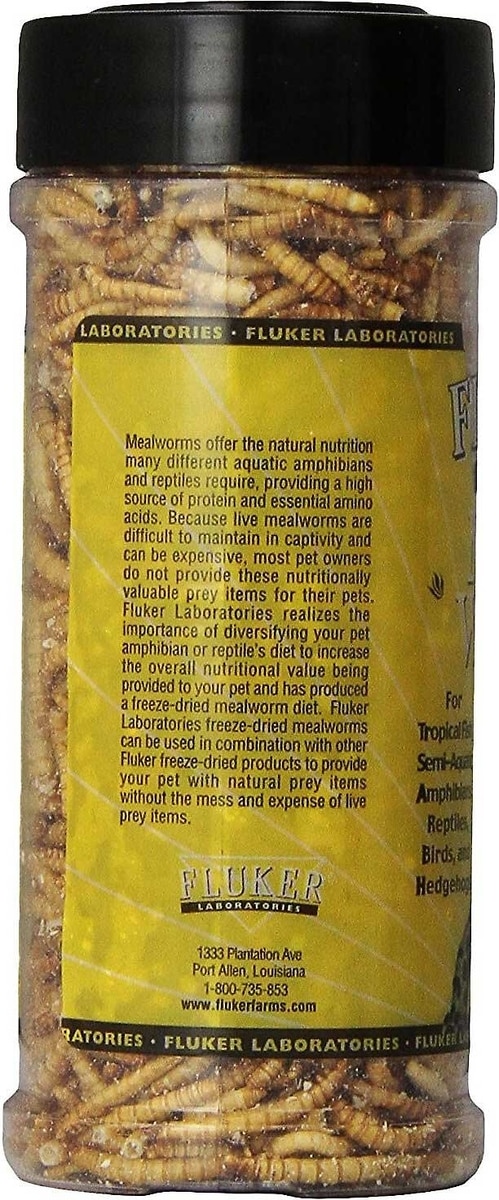 LABORATORIES · FLUKER LABORATORIES
Mealworms offer the natural nutrition
many different aquatic amphibians
and reptiles require, providing a high
source of protein and essential amino
acids. Because live mealworms are
difficult to maintain in captivity and
can be expensive, most pet owners
do not provide these nutritionally
valuable prey items for their pets.
Fluker Laboratories realizes the
importance of diversifying your pet
amphibian or reptile's diet to increase
the overall nutritional value being
provided to your pet and has produced
a freeze-dried mealworm diet. Fluker
Laboratories freeze-dried mealworms
can be used in combination with other
Fluker freeze-dried products to provide
your pet with natural prey items
without the mess and expense of live
prey items.
FLUKER
LABORATORIES
1333 Plantation Ave
Port Allen, Louisiana
1-800-735-853
www.flukerfarms.com
For
Tropical Fis
Semi-Aqua
Amphibians
Reptiles,
Birds, and
Hedgehog
RATORIES · FLUKER LABORATORIES · FLUKER L